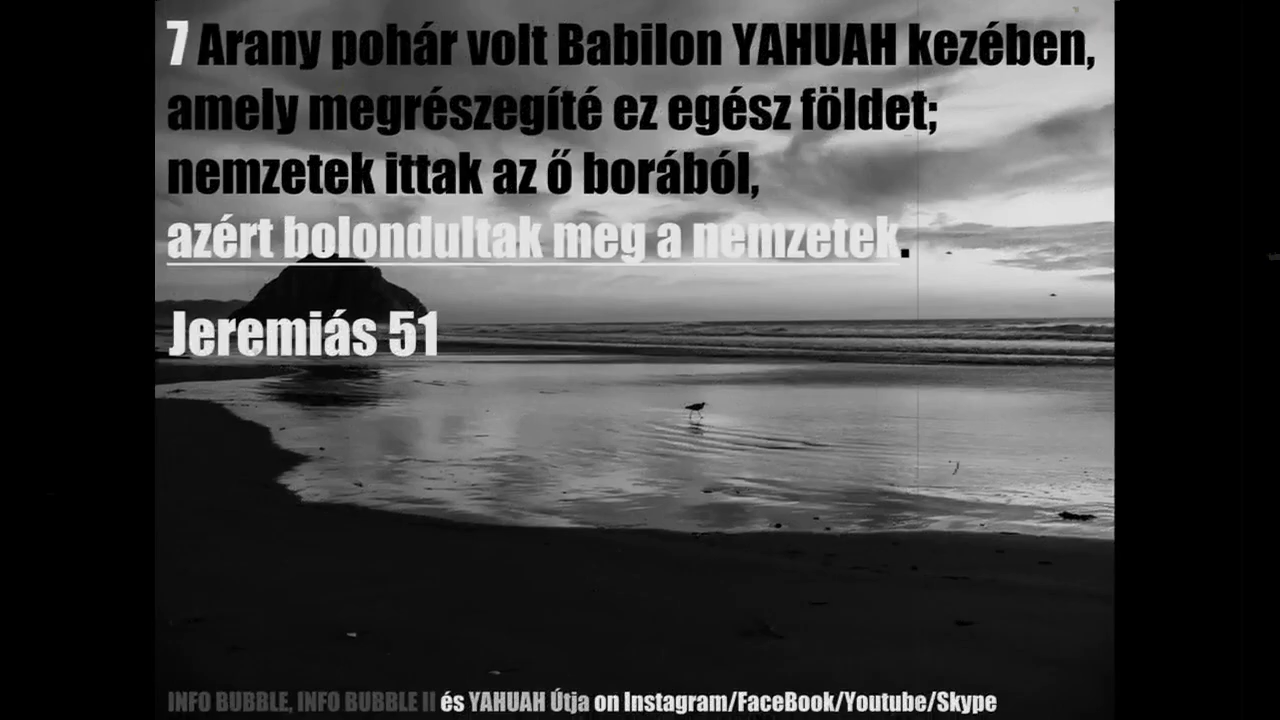 7 Arany pohár volt Babilon YAHUAH kezében,
amely megrészegíté ez egész földet;
nemzetek ittak az ő borából,
azért bolondultak meg a nemzetek.
Jeremiás 51
INFO BUBBLE, INFO BUBBLE II és YAHUAH Útja on Instagram/FaceBook/Youtube/Skype